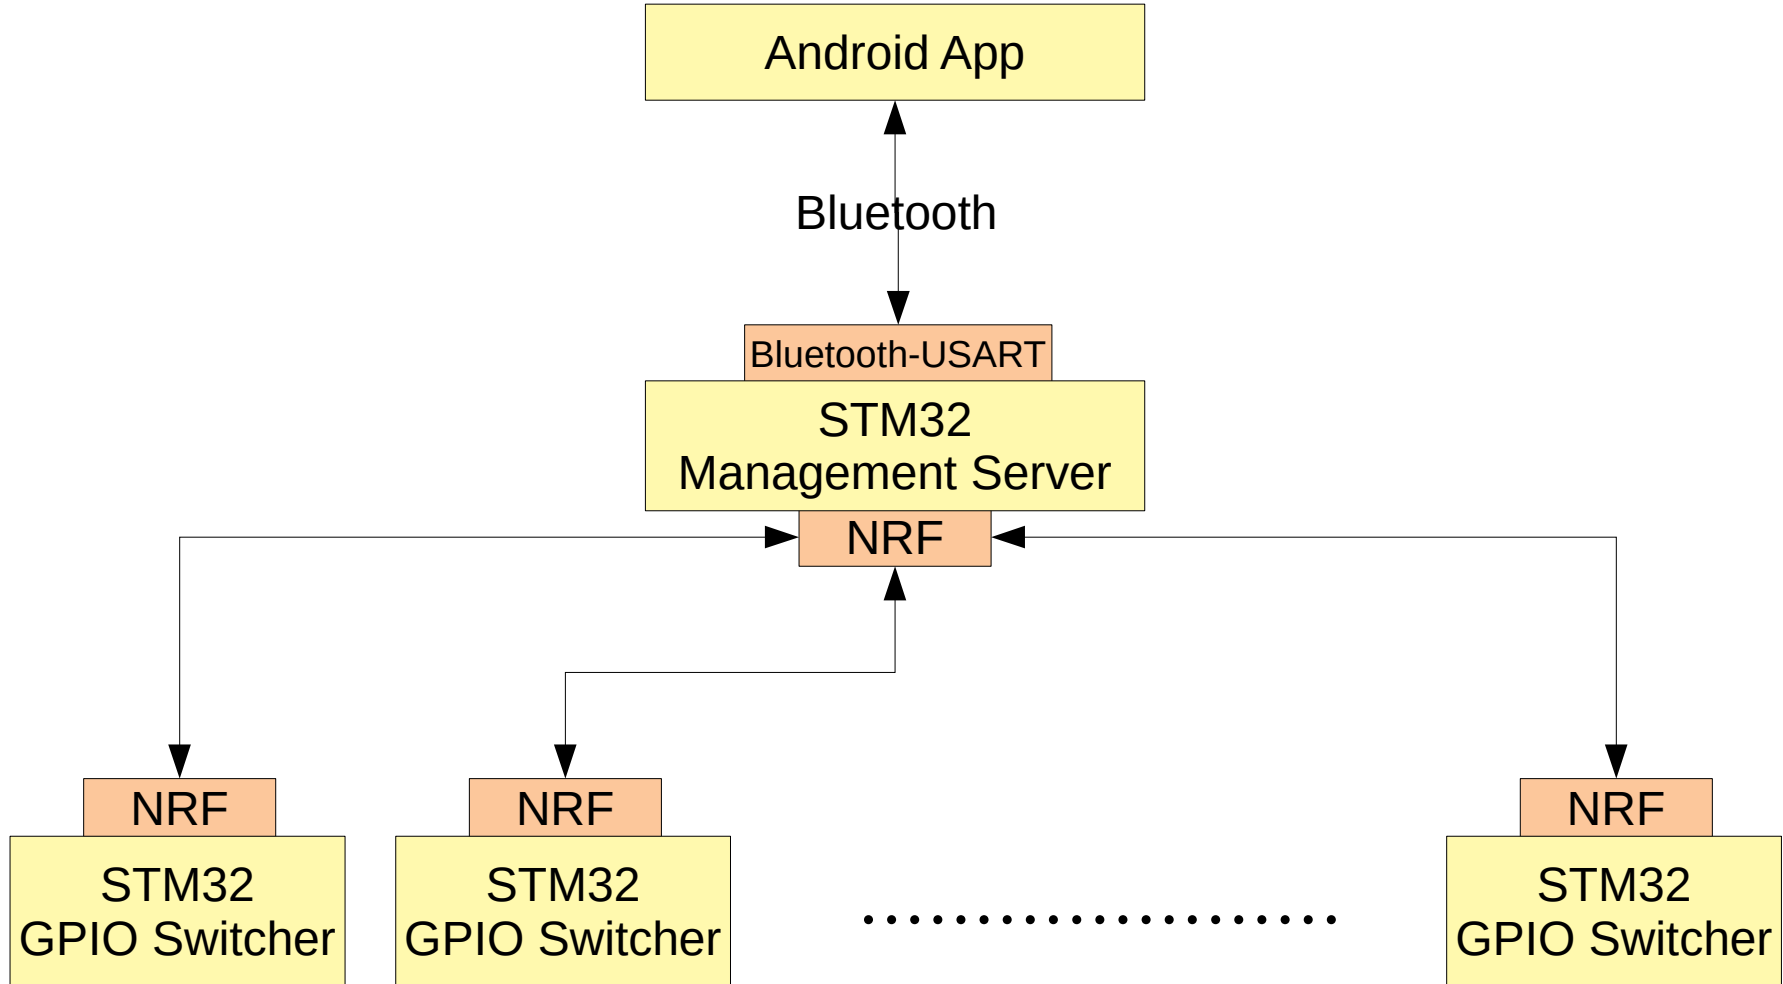 Android App
Bluetooth
Bluetooth-USART
STM32
Management Server
NRF
NRF
STM32
GPIO Switcher
NRF
STM32
GPIO Switcher
NRF
STM32
GPIO Switcher